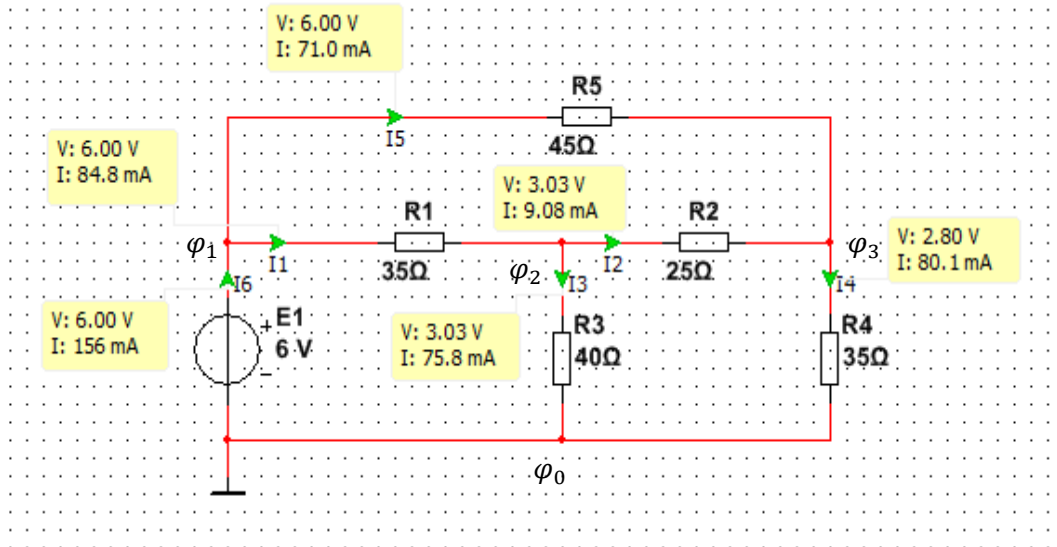 V: 6.00 V
I: 71.0 mA
R5
I5
45Ω
V: 6.00 V
I: 84.8 mA
V: 3.03 V
I: 9.08 mA
R1
R2
V: 2.80 V
I: 80.1 mA
φ1
I1
35Ω
φ2
I2
25Ω
φ3
I6
I3
I4
V: 6.00 V
I: 156 mA
+ E1
6 V
−
V: 3.03 V
I: 75.8 mA
R3
40Ω
R4
35Ω
φ0